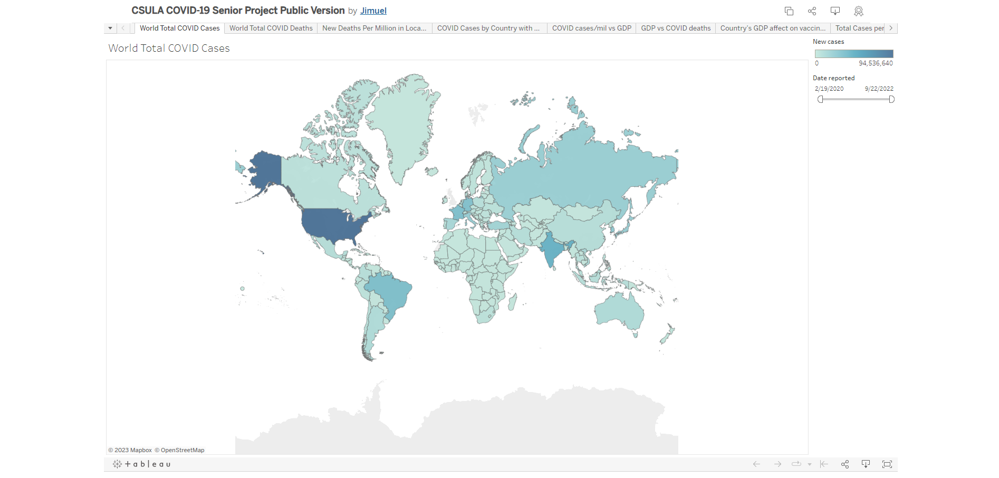 CSULA COVID-19 Senior Project Public Version by Jimuel
World Total COVID Cases
World Total COVID Deaths
New Deaths Per Million in Loca...
COVID Cases by Country with ...
COVID cases/mil vs GDP
GDP vs COVID deaths
Country's GDP affect on vaccin...
Total Cases per
World Total COVID Cases
New cases
0 94,536,640
Date reported
2/19/2020 9/22/2022
© 2023 Mapbox © OpenStreetMap
+ableau